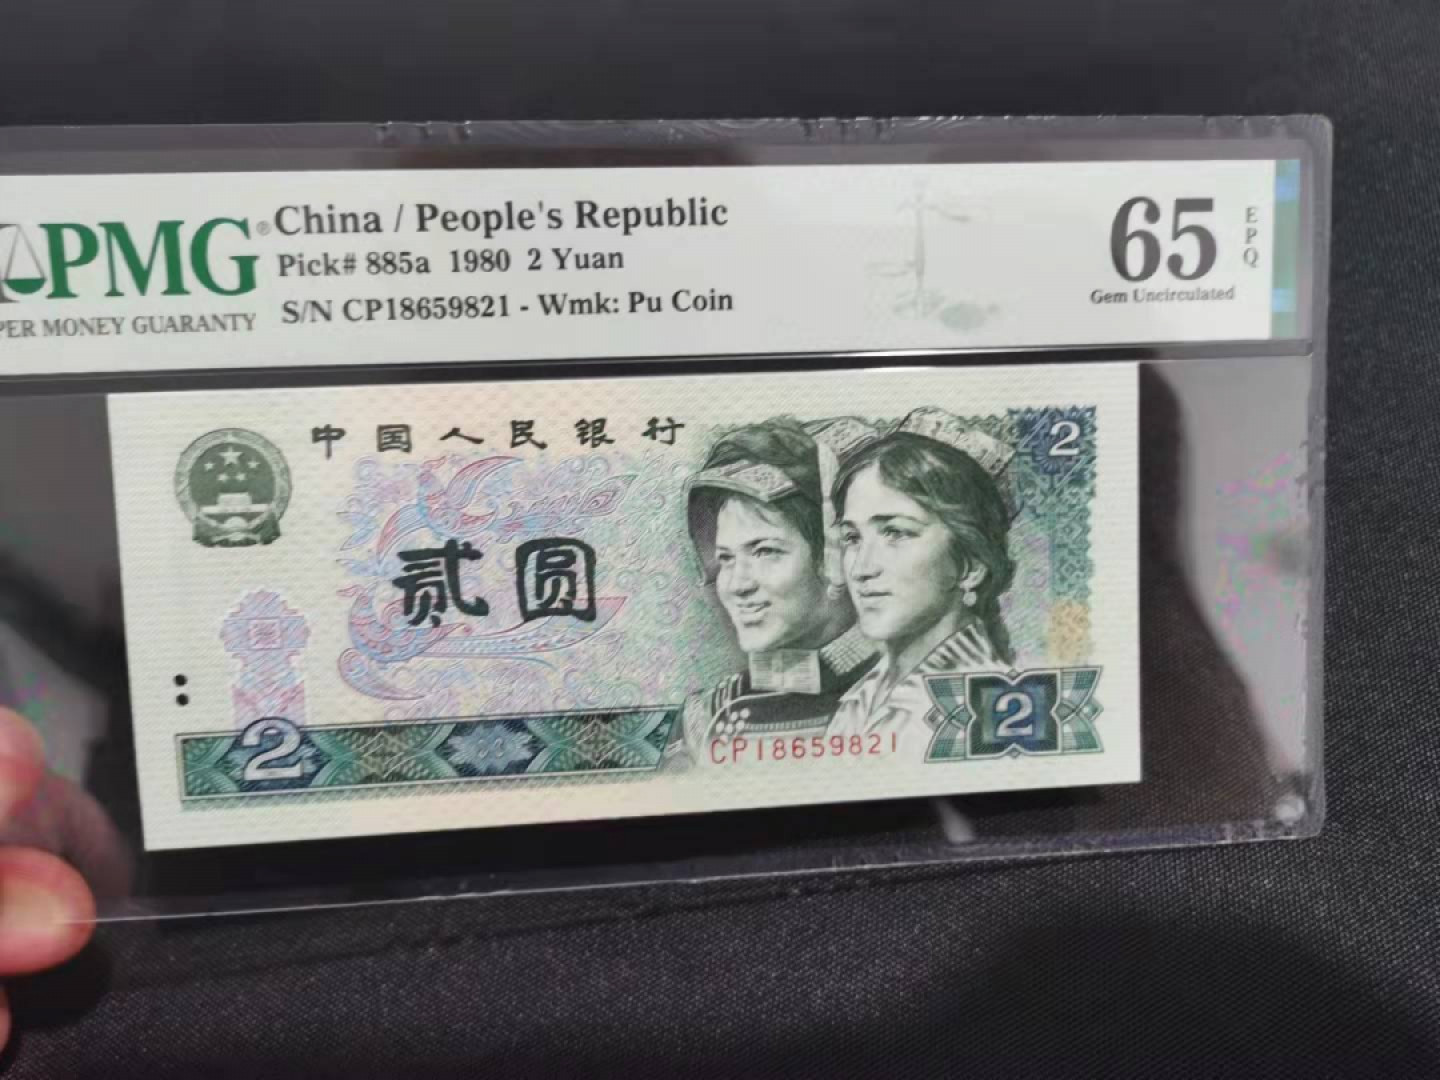 PMG®
PER MONEY GUARANTY
China / People's Republic
Pick# 885a 1980 2 Yuan
S/N CP18659821 - Wmk: Pu Coin
65
EPQ
Gem Uncirculated
中国人民银行
2
贰圆
2
CP18659821
2